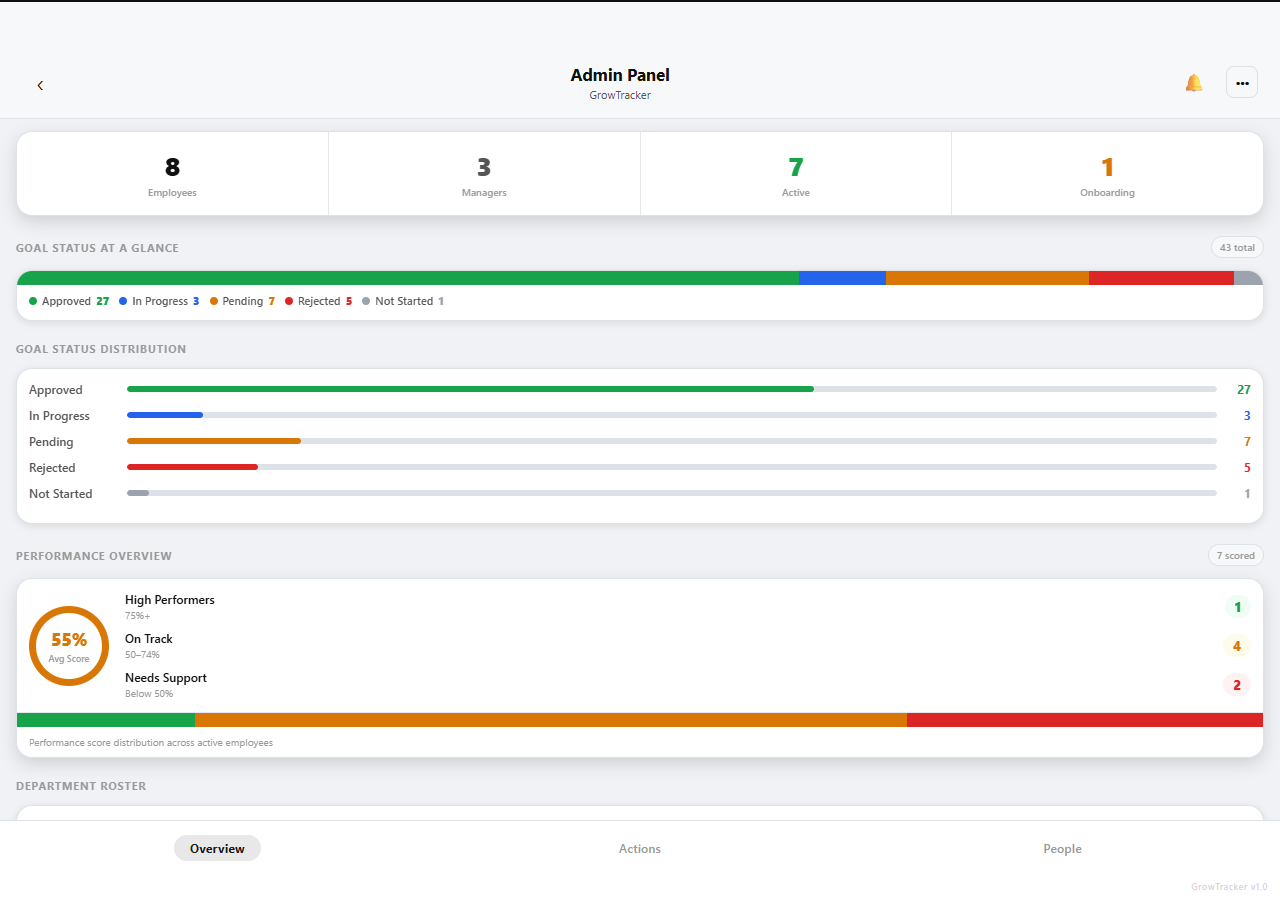 Admin Panel
GrowTracker
8
Employees
3
Managers
7
Active
1
Onboarding
GOAL STATUS AT A GLANCE
43 total
Approved 27 In Progress 3 Pending 7 Rejected 5 Not Started 1
GOAL STATUS DISTRIBUTION
Approved 27
In Progress 3
Pending 7
Rejected 5
Not Started 1
PERFORMANCE OVERVIEW
7 scored
55%
Avg Score
High Performers
75%+
1
On Track
50–74%
4
Needs Support
Below 50%
2
Performance score distribution across active employees
DEPARTMENT ROSTER
Overview Actions People
GrowTracker v1.0